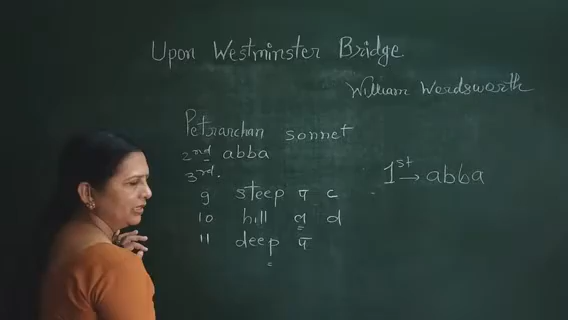 Upon Westminster Bridge
William Wordsworth
Petrarchan sonnet
2nd abba
1st → abba
3rd.
9 steep प c
10 hill ल d
11 deep प